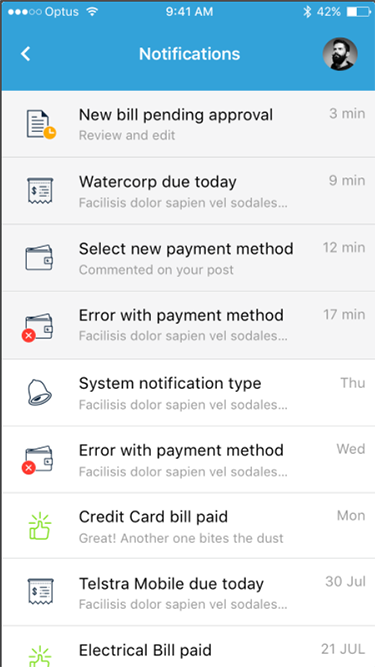 Optus 9:41 AM 42%
Notifications
New bill pending approval 3 min
Review and edit
Watercorp due today 9 min
Facilisis dolor sapien vel sodales...
Select new payment method 12 min
Commented on your post
Error with payment method 17 min
Facilisis dolor sapien vel sodales...
System notification type Thu
Facilisis dolor sapien vel sodales...
Error with payment method Wed
Facilisis dolor sapien vel sodales...
Credit Card bill paid Mon
Great! Another one bites the dust
Telstra Mobile due today 30 Jul
Facilisis dolor sapien vel sodales...
Electrical Bill paid 21 JUL